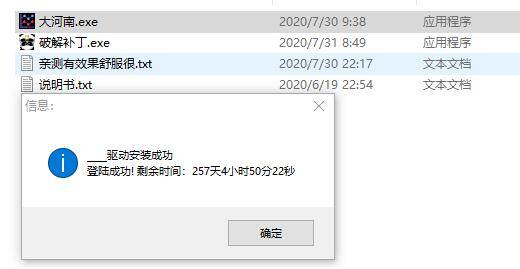 大河南.exe 2020/7/30 9:38 应用程序
破解补丁.exe 2020/7/31 8:49 应用程序
亲测有效果舒服很.txt 2020/7/30 22:17 文本文档
说明书.txt 2020/6/19 22:54 文本文档
信息:
____驱动安装成功
登陆成功! 剩余时间：257天4小时50分22秒
确定